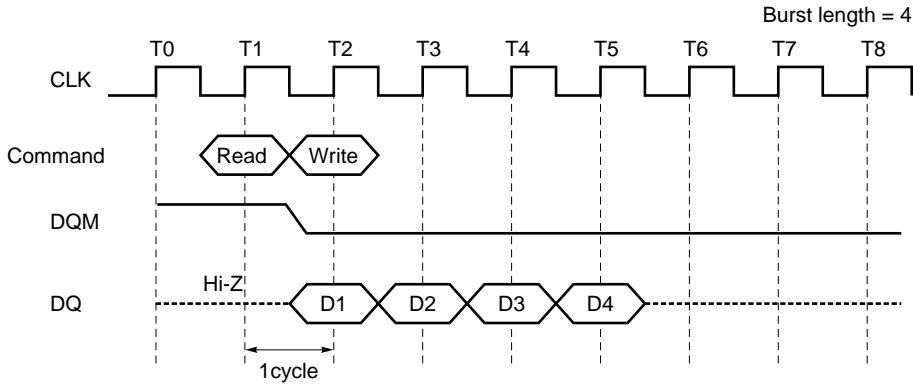 Burst length = 4
T0 T1 T2 T3 T4 T5 T6 T7 T8
CLK
Command Read Write
DQM
Hi-Z
DQ D1 D2 D3 D4
1cycle